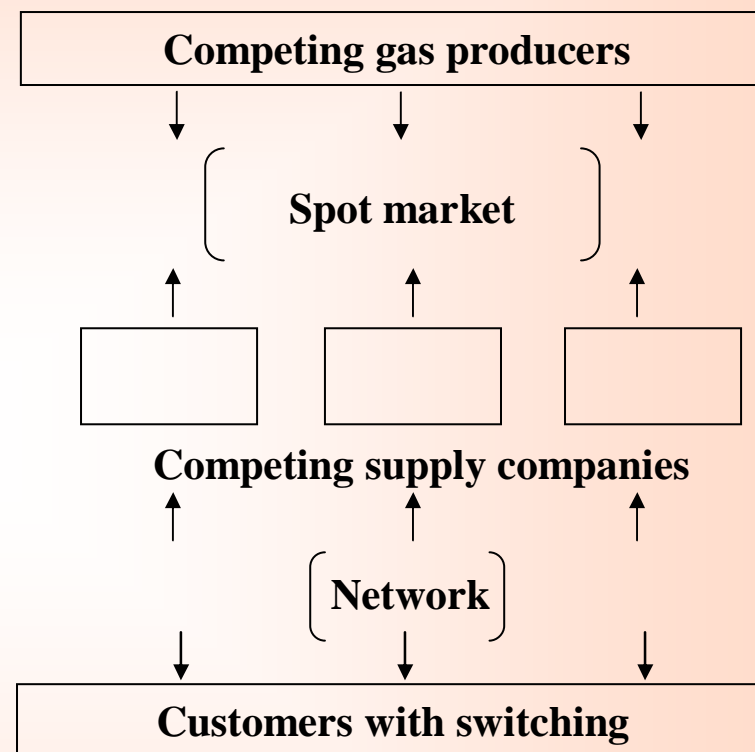 Competing gas producers
Spot market
Competing supply companies
Network
Customers with switching